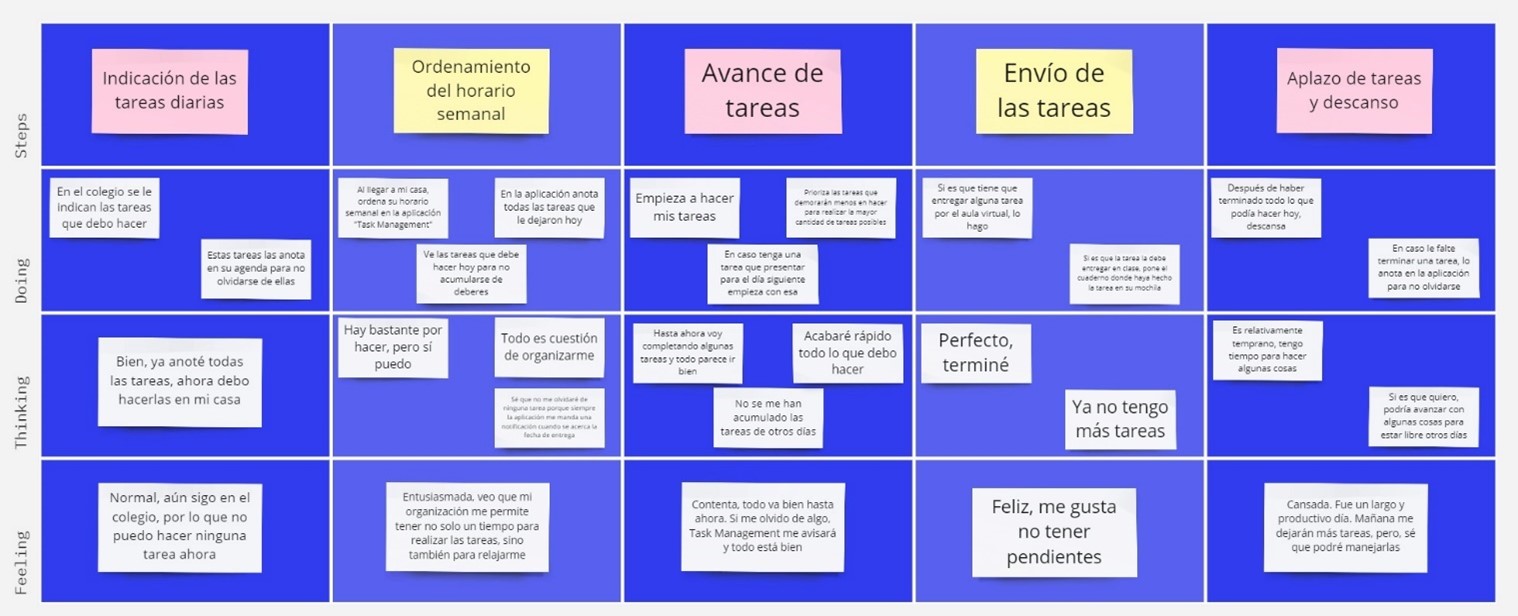 Steps
Indicación de las
tareas diarias
Ordenamiento
del horario
semanal
Avance de
tareas
Envío de
las tareas
Aplazo de tareas
y descanso
Doing
En el colegio se le
indican las tareas
que debo hacer
Estas tareas las anota
en su agenda para no
olvidarse de ellas
Al llegar a mi casa,
ordena su horario
semanal en la aplicación
"Task Management"
En la aplicación anota
todas las tareas que
le dejaron hoy
Ve las tareas que debe
hacer hoy para no
acumularse de
deberes
Empieza a hacer
mis tareas
Prioriza las tareas que
demorarán menos en hacer
para realizar la mayor
cantidad de tareas posibles
En caso tenga una
tarea que presentar
para el día siguiente
empieza con esa
Si es que tiene que
entregar alguna tarea
por el aula virtual, lo
hago
Si es que la tarea la debe
entregar en clase, pone el
cuaderno donde haya hecho
la tarea en su mochila
Después de haber
terminado todo lo que
podía hacer hoy,
descansa
En caso le falte
terminar una tarea, lo
anota en la aplicación
para no olvidarse
Thinking
Bien, ya anoté todas
las tareas, ahora debo
hacerlas en mi casa
Hay bastante por
hacer, pero sí
puedo
Todo es cuestión
de organizarme
Sé que no me olvidaré de
ninguna tarea porque siempre
la aplicación me manda una
notificación cuando se acerca la
fecha de entrega
Hasta ahora voy
completando algunas
tareas y todo parece ir
bien
Acabaré rápido
todo lo que debo
hacer
No se me han
acumulado las
tareas de otros días
Perfecto,
terminé
Ya no tengo
más tareas
Es relativamente
temprano, tengo
tiempo para hacer
algunas cosas
Si es que quiero,
podría avanzar con
algunas cosas para
estar libre otros días
Feeling
Normal, aún sigo en el
colegio, por lo que no
puedo hacer ninguna
tarea ahora
Entusiasmada, veo que mi
organización me permite
tener no solo un tiempo para
realizar las tareas, sino
también para relajarme
Contenta, todo va bien hasta
ahora. Si me olvido de algo,
Task Management me avisará
y todo está bien
Feliz, me gusta
no tener
pendientes
Cansada. Fue un largo y
productivo día. Mañana me
dejarán más tareas, pero, sé
que podré manejarlas